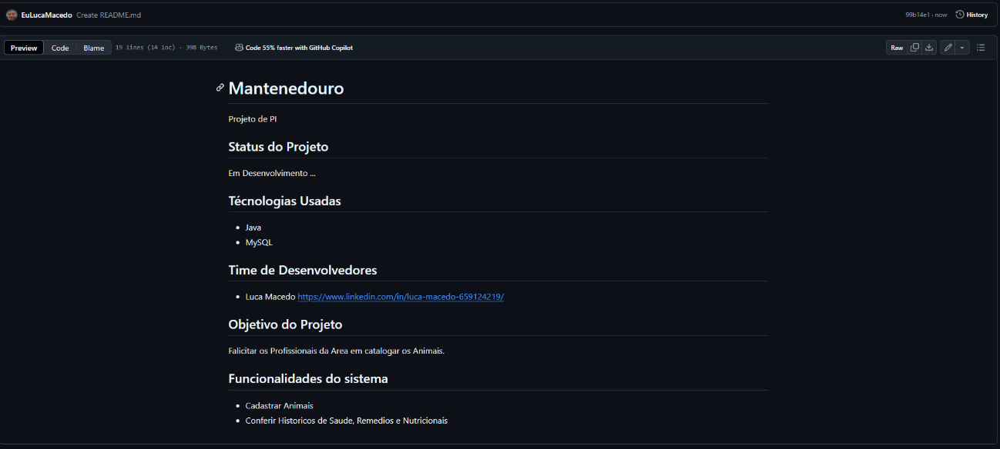 EuLucaMacedo Create README.md
99b14e1 · now History
Preview Code Blame 19 lines (14 loc) · 398 Bytes Code 55% faster with GitHub Copilot Raw
Mantenedouro
Projeto de PI
Status do Projeto
Em Desenvolvimento ...
Técnologias Usadas
Java
MySQL
Time de Desenvolvedores
Luca Macedo https://www.linkedin.com/in/luca-macedo-659124219/
Objetivo do Projeto
Falicitar os Profissionais da Area em catalogar os Animais.
Funcionalidades do sistema
Cadastrar Animais
Conferir Historicos de Saude, Remedios e Nutricionais